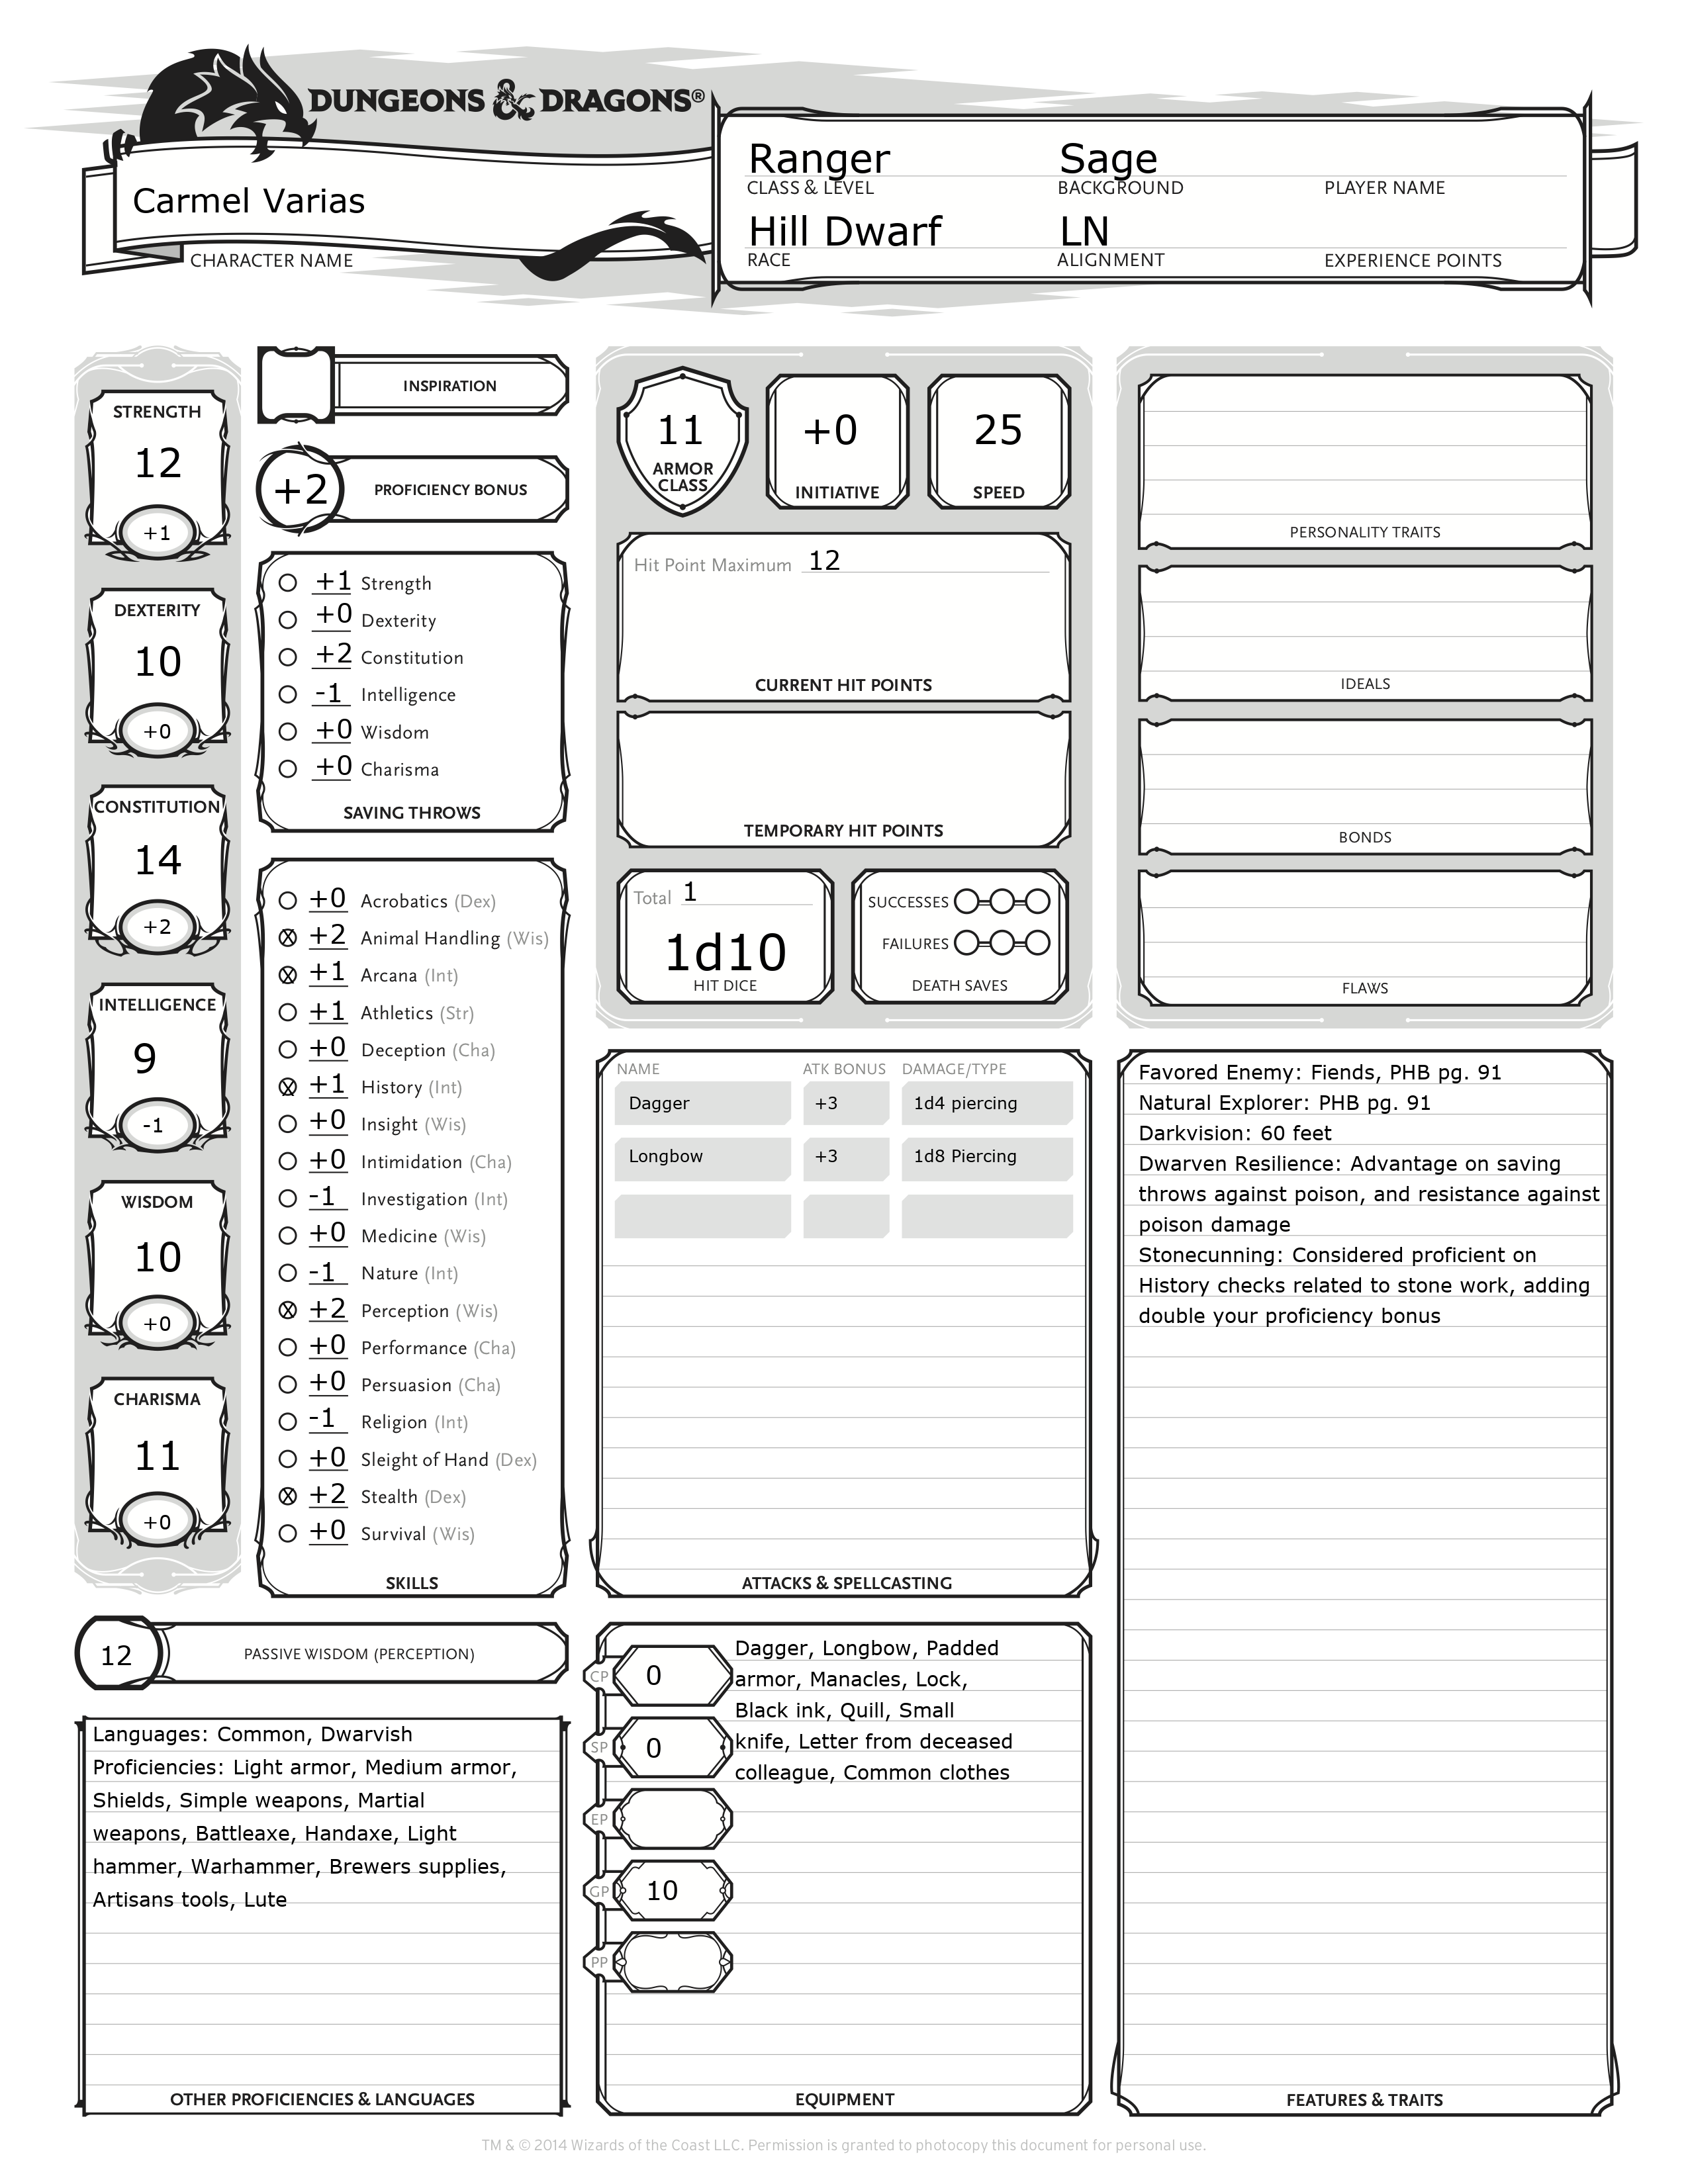 DUNGEONS & DRAGONS®
Carmel Varias
CHARACTER NAME
Ranger Sage
CLASS & LEVEL BACKGROUND PLAYER NAME
Hill Dwarf LN
RACE ALIGNMENT EXPERIENCE POINTS
STRENGTH
12
+1
DEXTERITY
10
+0
CONSTITUTION
14
+2
INTELLIGENCE
9
-1
WISDOM
10
+0
CHARISMA
11
+0
INSPIRATION
+2 PROFICIENCY BONUS
+1 Strength
+0 Dexterity
+2 Constitution
-1 Intelligence
+0 Wisdom
+0 Charisma
SAVING THROWS
+0 Acrobatics (Dex)
X +2 Animal Handling (Wis)
X +1 Arcana (Int)
+1 Athletics (Str)
+0 Deception (Cha)
X +1 History (Int)
+0 Insight (Wis)
+0 Intimidation (Cha)
-1 Investigation (Int)
+0 Medicine (Wis)
-1 Nature (Int)
X +2 Perception (Wis)
+0 Performance (Cha)
+0 Persuasion (Cha)
-1 Religion (Int)
+0 Sleight of Hand (Dex)
X +2 Stealth (Dex)
+0 Survival (Wis)
SKILLS
12 PASSIVE WISDOM (PERCEPTION)
Languages: Common, Dwarvish
Proficiencies: Light armor, Medium armor,
Shields, Simple weapons, Martial
weapons, Battleaxe, Handaxe, Light
hammer, Warhammer, Brewers supplies,
Artisans tools, Lute
OTHER PROFICIENCIES & LANGUAGES
11
ARMOR
CLASS
+0
INITIATIVE
25
SPEED
Hit Point Maximum 12
CURRENT HIT POINTS
TEMPORARY HIT POINTS
Total 1
1d10
HIT DICE
SUCCESSES
FAILURES
DEATH SAVES
NAME ATK BONUS DAMAGE/TYPE
Dagger +3 1d4 piercing
Longbow +3 1d8 Piercing
ATTACKS & SPELLCASTING
CP 0
SP 0
EP
GP 10
PP
Dagger, Longbow, Padded
armor, Manacles, Lock,
Black ink, Quill, Small
knife, Letter from deceased
colleague, Common clothes
EQUIPMENT
PERSONALITY TRAITS
IDEALS
BONDS
FLAWS
Favored Enemy: Fiends, PHB pg. 91
Natural Explorer: PHB pg. 91
Darkvision: 60 feet
Dwarven Resilience: Advantage on saving
throws against poison, and resistance against
poison damage
Stonecunning: Considered proficient on
History checks related to stone work, adding
double your proficiency bonus
FEATURES & TRAITS
TM & © 2014 Wizards of the Coast LLC. Permission is granted to photocopy this document for personal use.